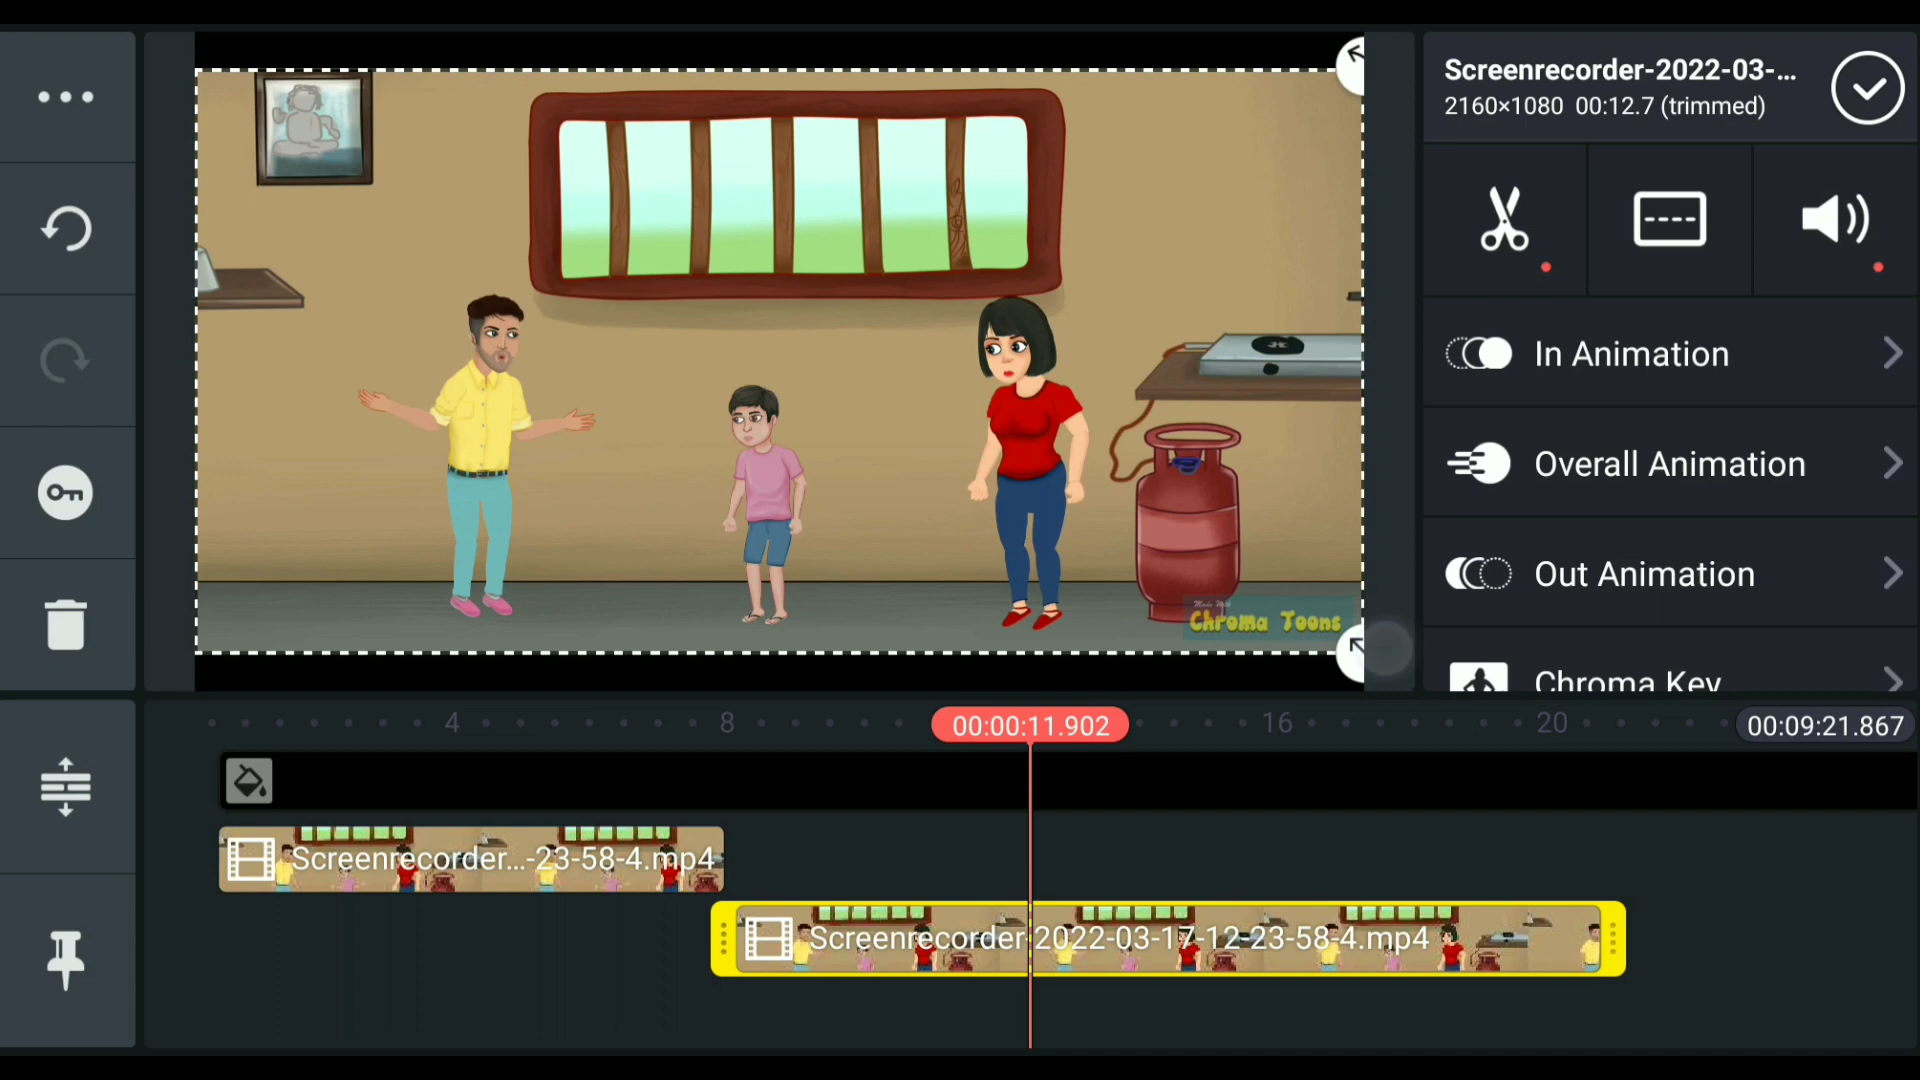 Screenrecorder-2022-03-...
2160×1080 00:12.7 (trimmed)
In Animation
Overall Animation
Out Animation
Chroma Key
Made With
Chroma Toons
4
8
00:00:11.902
16
20
00:09:21.867
Screenrecorder...-23-58-4.mp4
Screenrecorder-2022-03-17-12-23-58-4.mp4